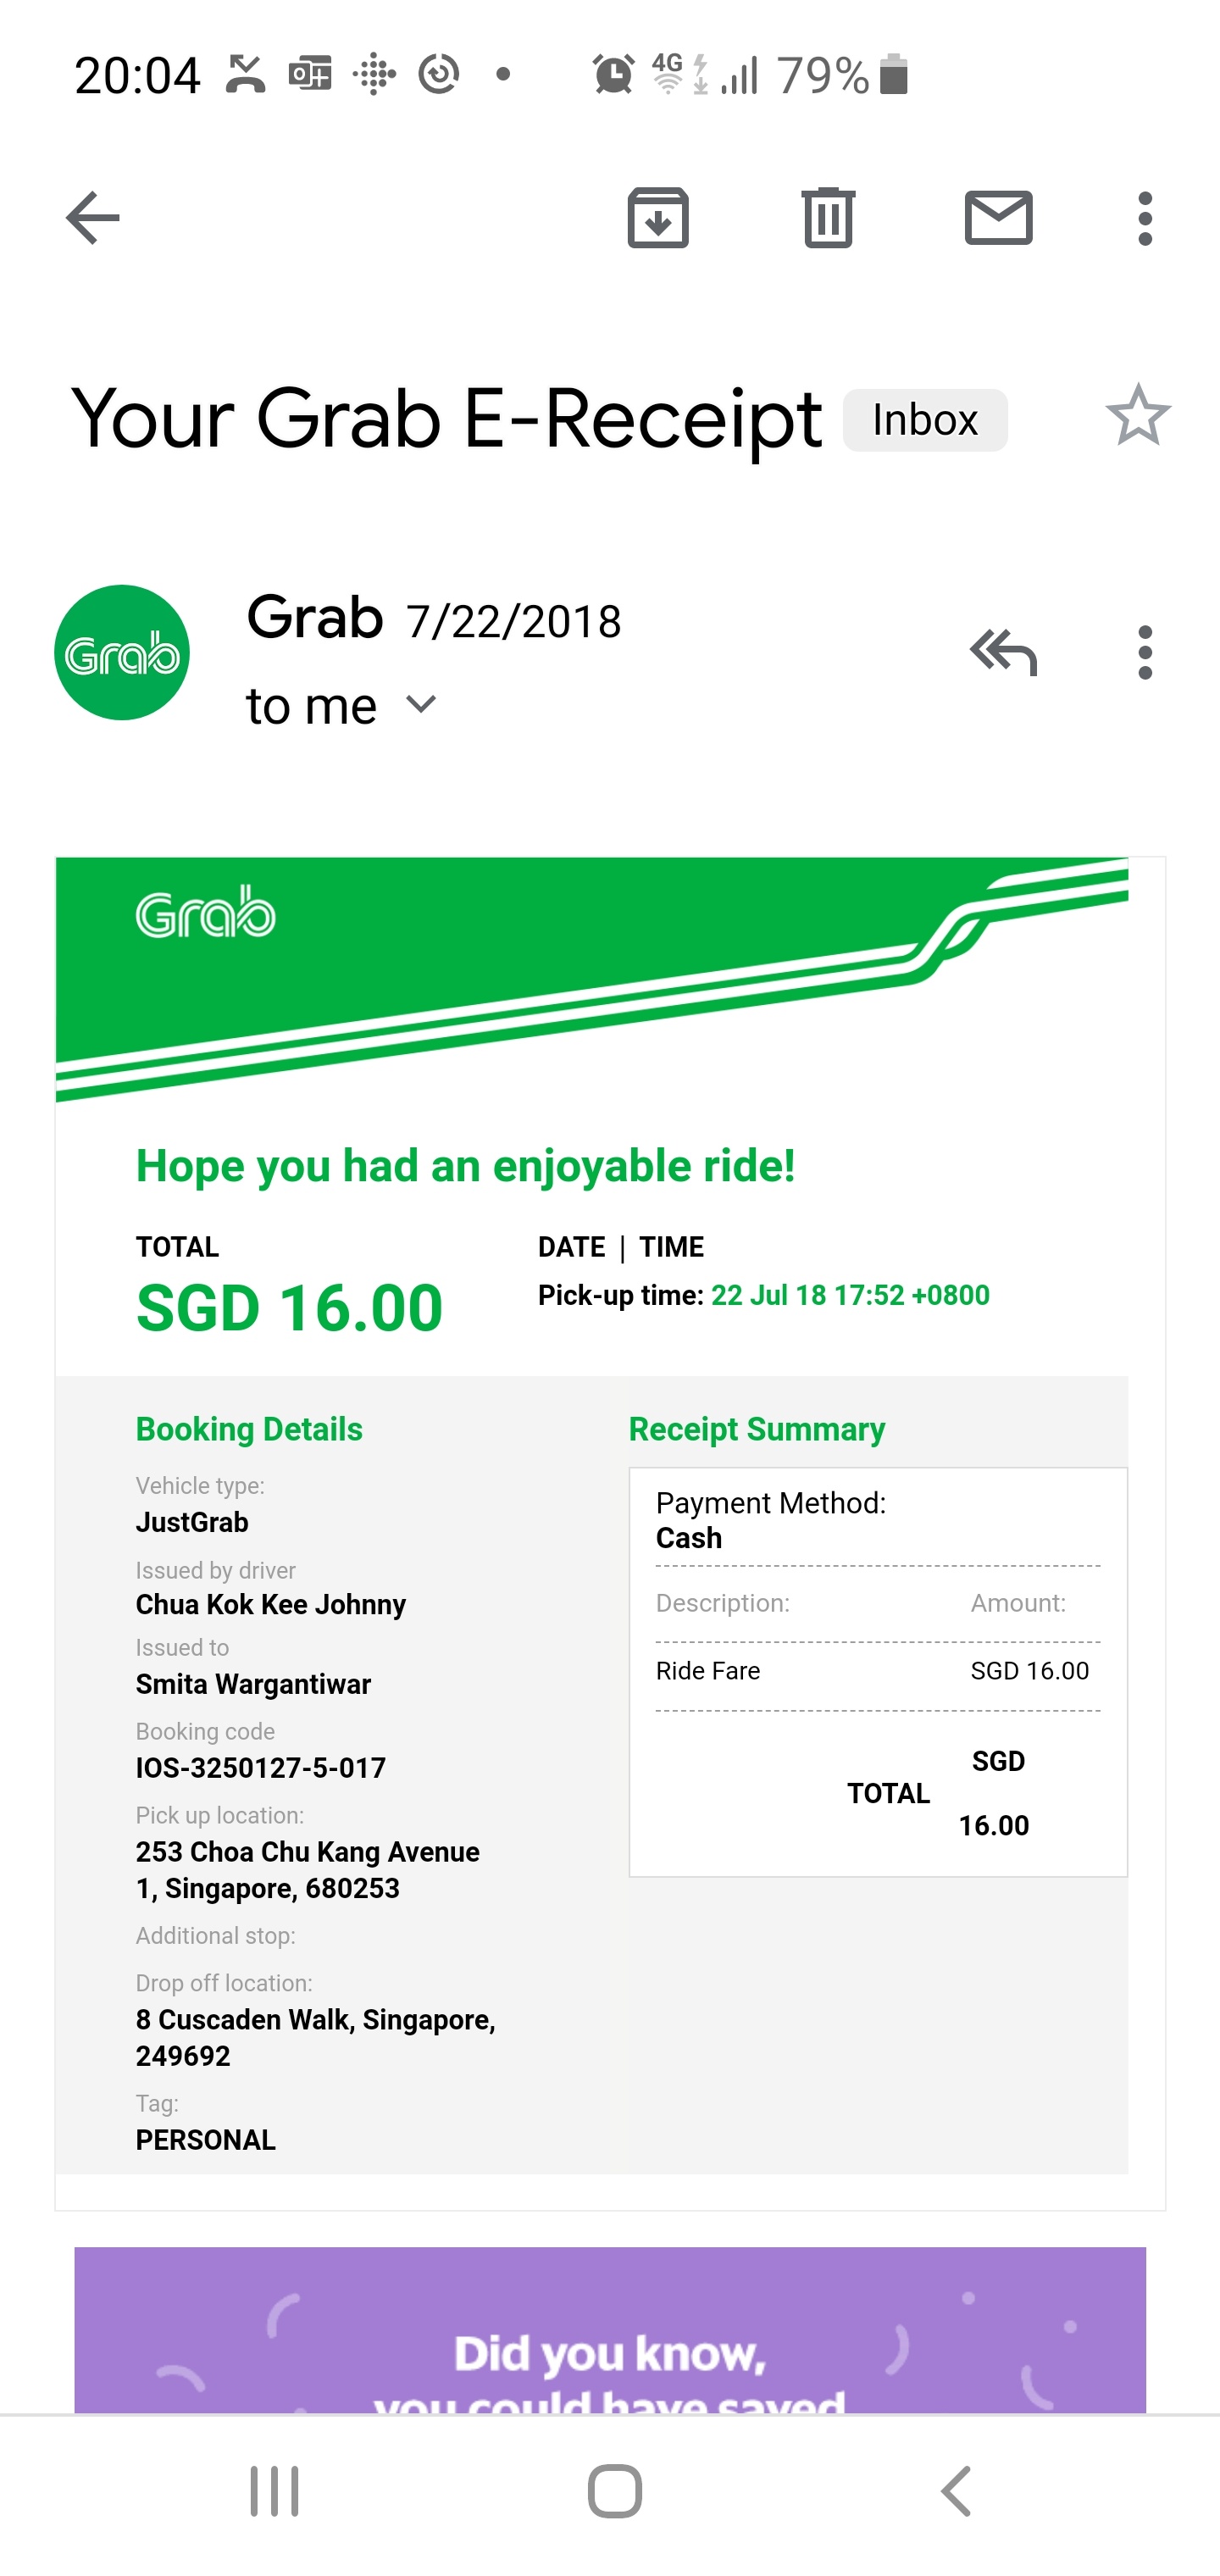 20:04 4G 79%
Your Grab E-Receipt Inbox
Grab Grab 7/22/2018
to me
Grab
Hope you had an enjoyable ride!
TOTAL DATE | TIME
SGD 16.00 Pick-up time: 22 Jul 18 17:52 +0800
Booking Details
Vehicle type:
JustGrab
Issued by driver
Chua Kok Kee Johnny
Issued to
Smita Wargantiwar
Booking code
IOS-3250127-5-017
Pick up location:
253 Choa Chu Kang Avenue
1, Singapore, 680253
Additional stop:
Drop off location:
8 Cuscaden Walk, Singapore,
249692
Tag:
PERSONAL
Receipt Summary
Payment Method:
Cash
Description: Amount:
Ride Fare SGD 16.00
TOTAL SGD
16.00
Did you know,
you could have saved